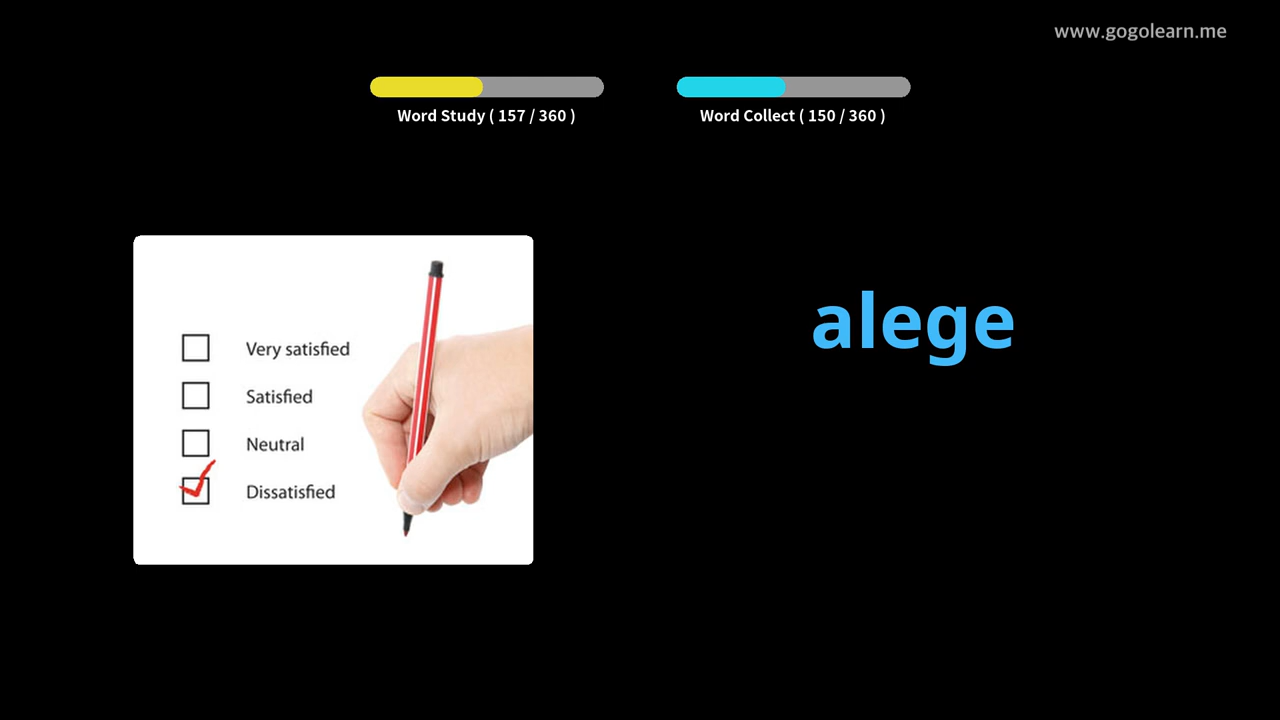 www.gogolearn.me
Word Study ( 157 / 360 )
Word Collect ( 150 / 360 )
alege
Very satisfied
Satisfied
Neutral
Dissatisfied